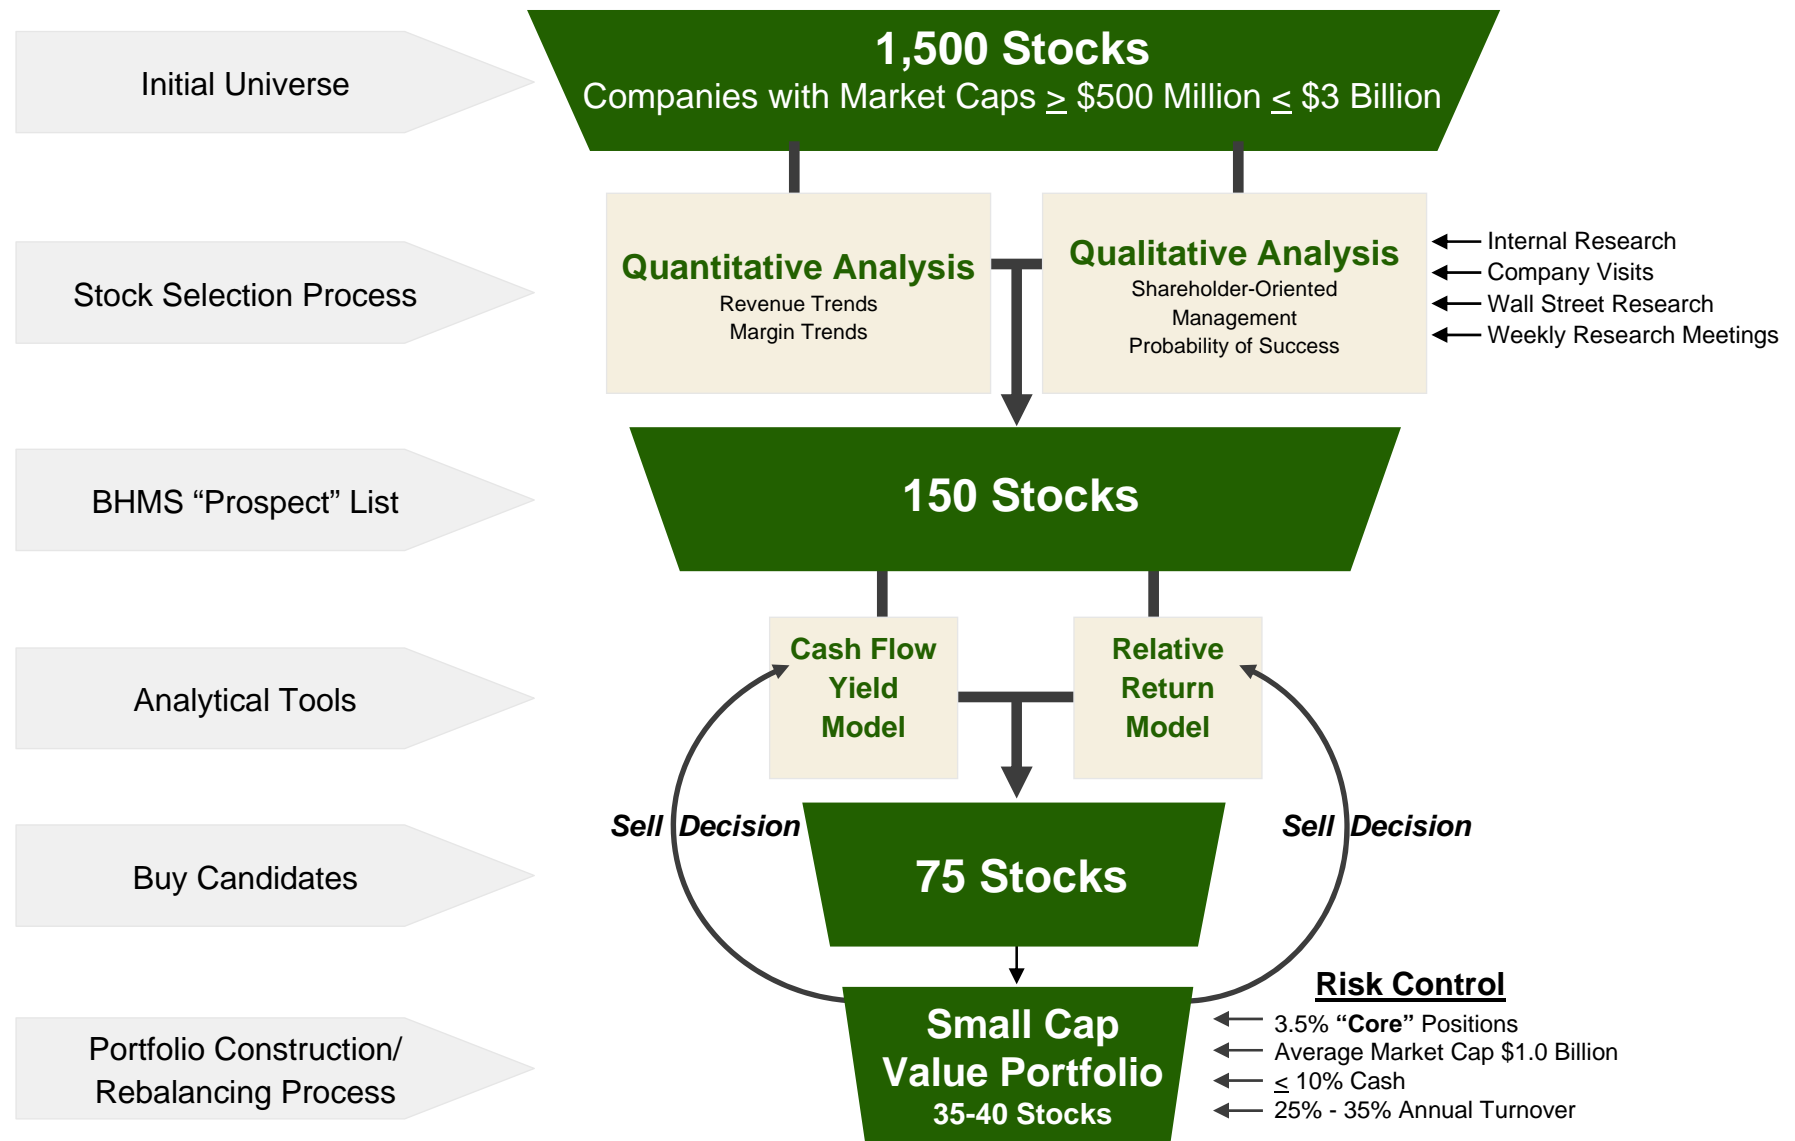 Initial Universe
1,500 Stocks
Companies with Market Caps ≥ $500 Million ≤ $3 Billion
Stock Selection Process
Quantitative Analysis
Revenue Trends
Margin Trends
Qualitative Analysis
Shareholder-Oriented
Management
Probability of Success
Internal Research
Company Visits
Wall Street Research
Weekly Research Meetings
BHMS “Prospect” List
150 Stocks
Analytical Tools
Cash Flow
Yield
Model
Relative
Return
Model
Buy Candidates
Sell Decision
75 Stocks
Sell Decision
Portfolio Construction/
Rebalancing Process
Small Cap
Value Portfolio
35-40 Stocks
Risk Control
3.5% “Core” Positions
Average Market Cap $1.0 Billion
≤ 10% Cash
25% - 35% Annual Turnover